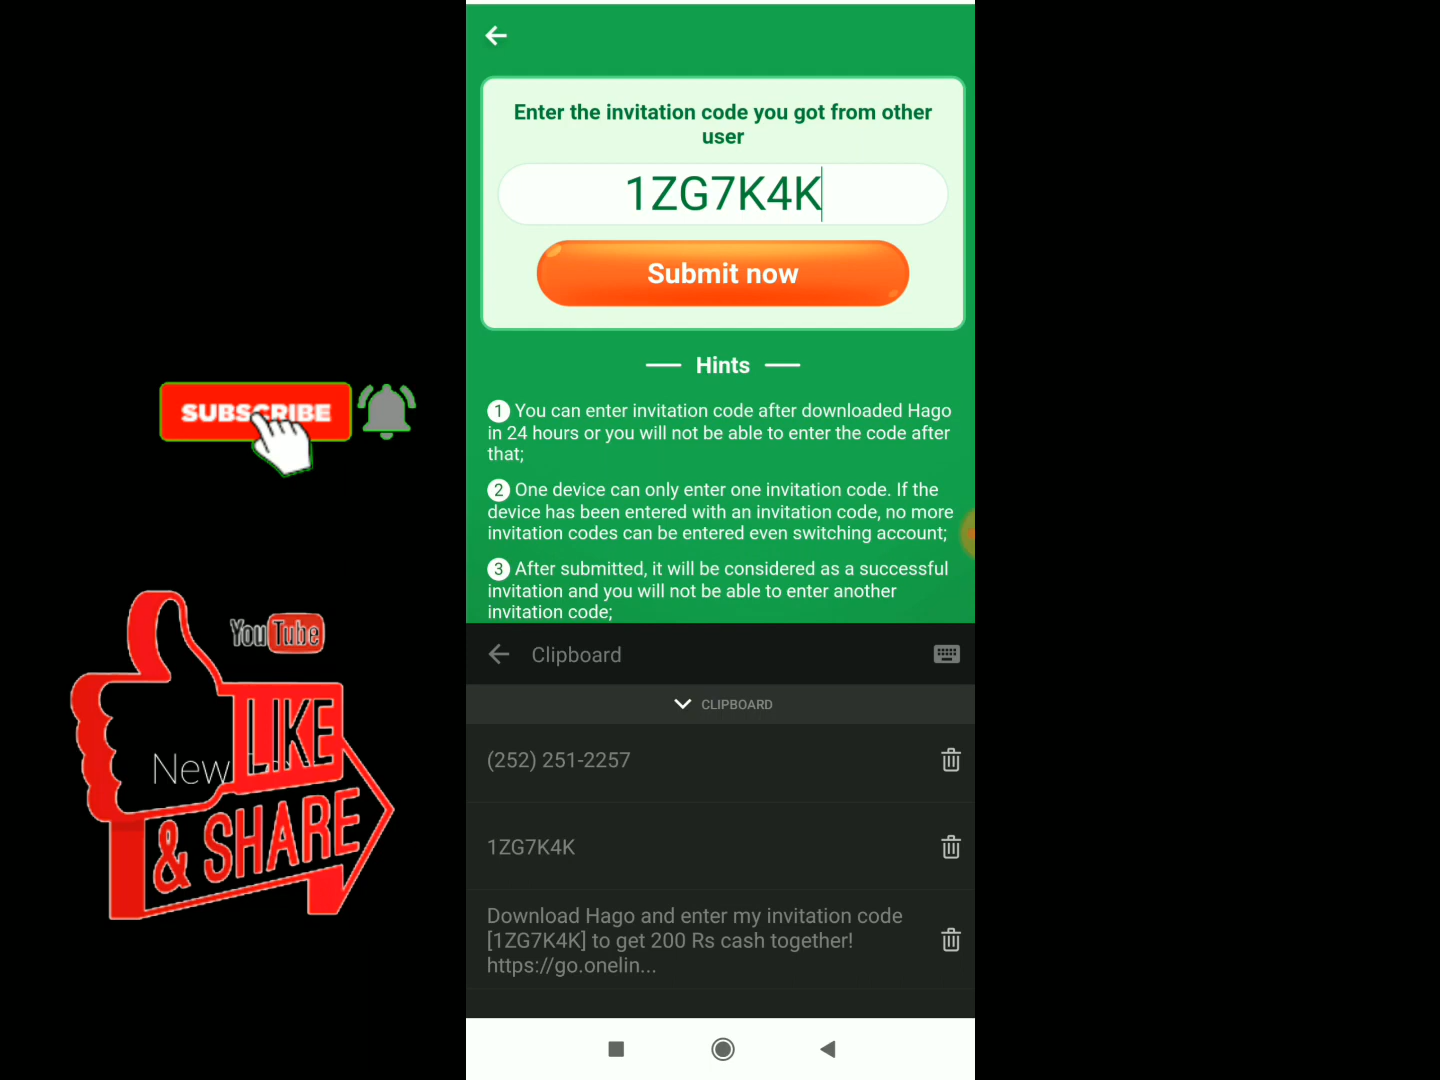 Enter the invitation code you got from other
user
1ZG7K4K
Submit now
Hints
1 You can enter invitation code after downloaded Hago
in 24 hours or you will not be able to enter the code after
that;
2 One device can only enter one invitation code. If the
device has been entered with an invitation code, no more
invitation codes can be entered even switching account;
3 After submitted, it will be considered as a successful
invitation and you will not be able to enter another
invitation code;
Clipboard
CLIPBOARD
(252) 251-2257
1ZG7K4K
Download Hago and enter my invitation code
[1ZG7K4K] to get 200 Rs cash together!
https://go.onelin...
SUBSCRIBE
YouTube
New
LIKE
& SHARE